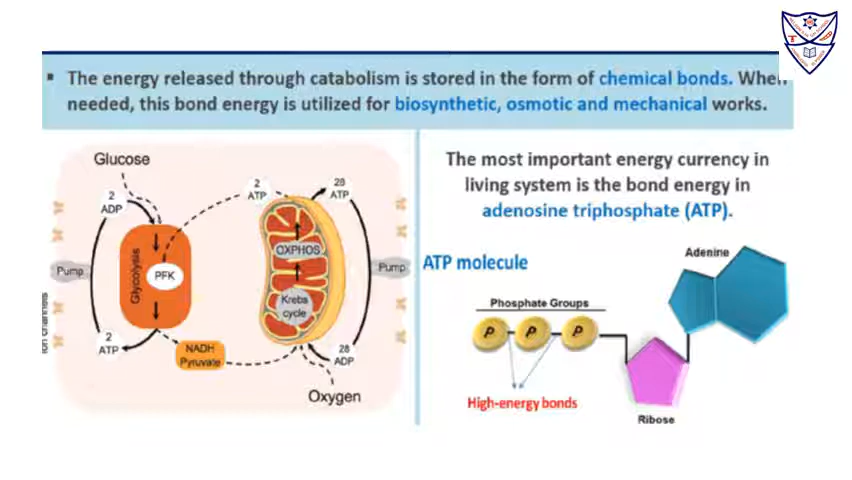 ▪ The energy released through catabolism is stored in the form of chemical bonds. When
needed, this bond energy is utilized for biosynthetic, osmotic and mechanical works.
Glucose
2
ADP
Pump
Glycolysis
PFK
2
ATP
NADH
Pyruvate
2
ATP
28
ATP
OXPHOS
Krebs
cycle
Pump
28
ADP
Oxygen
ion channels
The most important energy currency in
living system is the bond energy in
adenosine triphosphate (ATP).
ATP molecule
Phosphate Groups
P P P
High-energy bonds
Adenine
Ribose